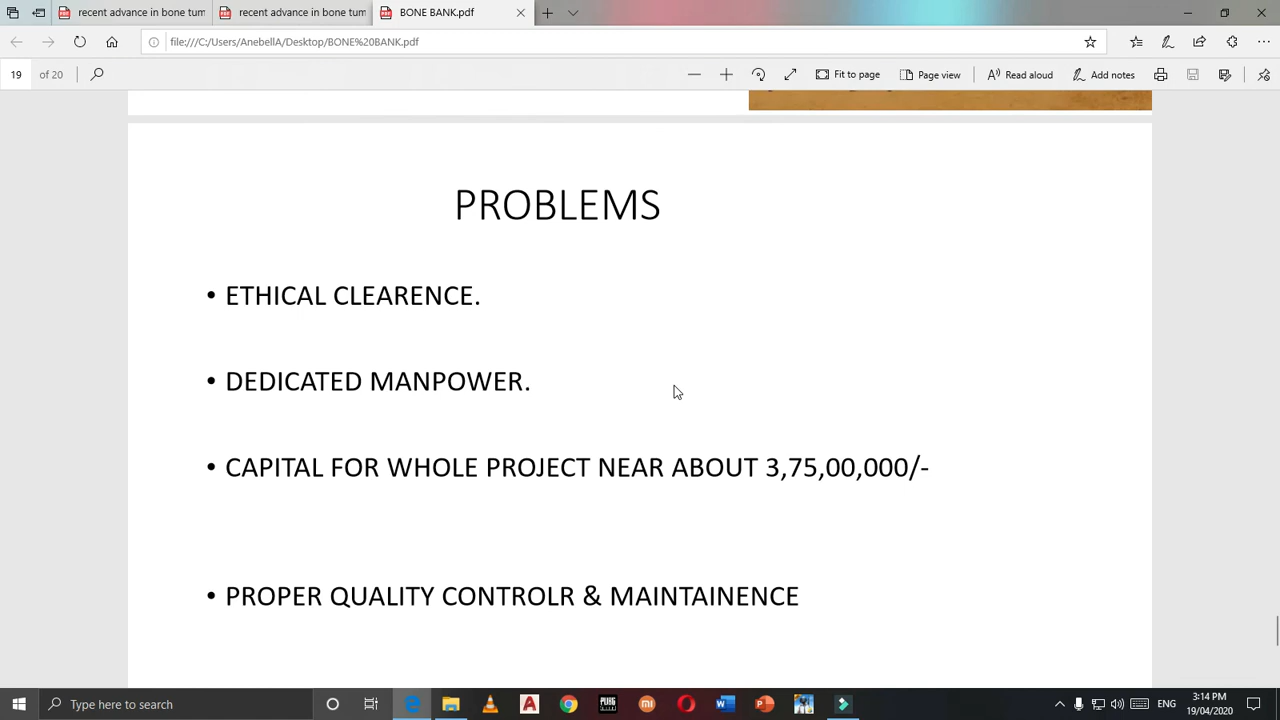 recent advance in bone tum
recent advance in bone tum
BONE BANK.pdf
file:///C:/Users/AnebellA/Desktop/BONE%20BANK.pdf
19 of 20
Fit to page
Page view
Read aloud
Add notes
PROBLEMS
• ETHICAL CLEARENCE.
• DEDICATED MANPOWER.
• CAPITAL FOR WHOLE PROJECT NEAR ABOUT 3,75,00,000/-
• PROPER QUALITY CONTROLR & MAINTAINENCE
Type here to search
ENG
3:14 PM
19/04/2020